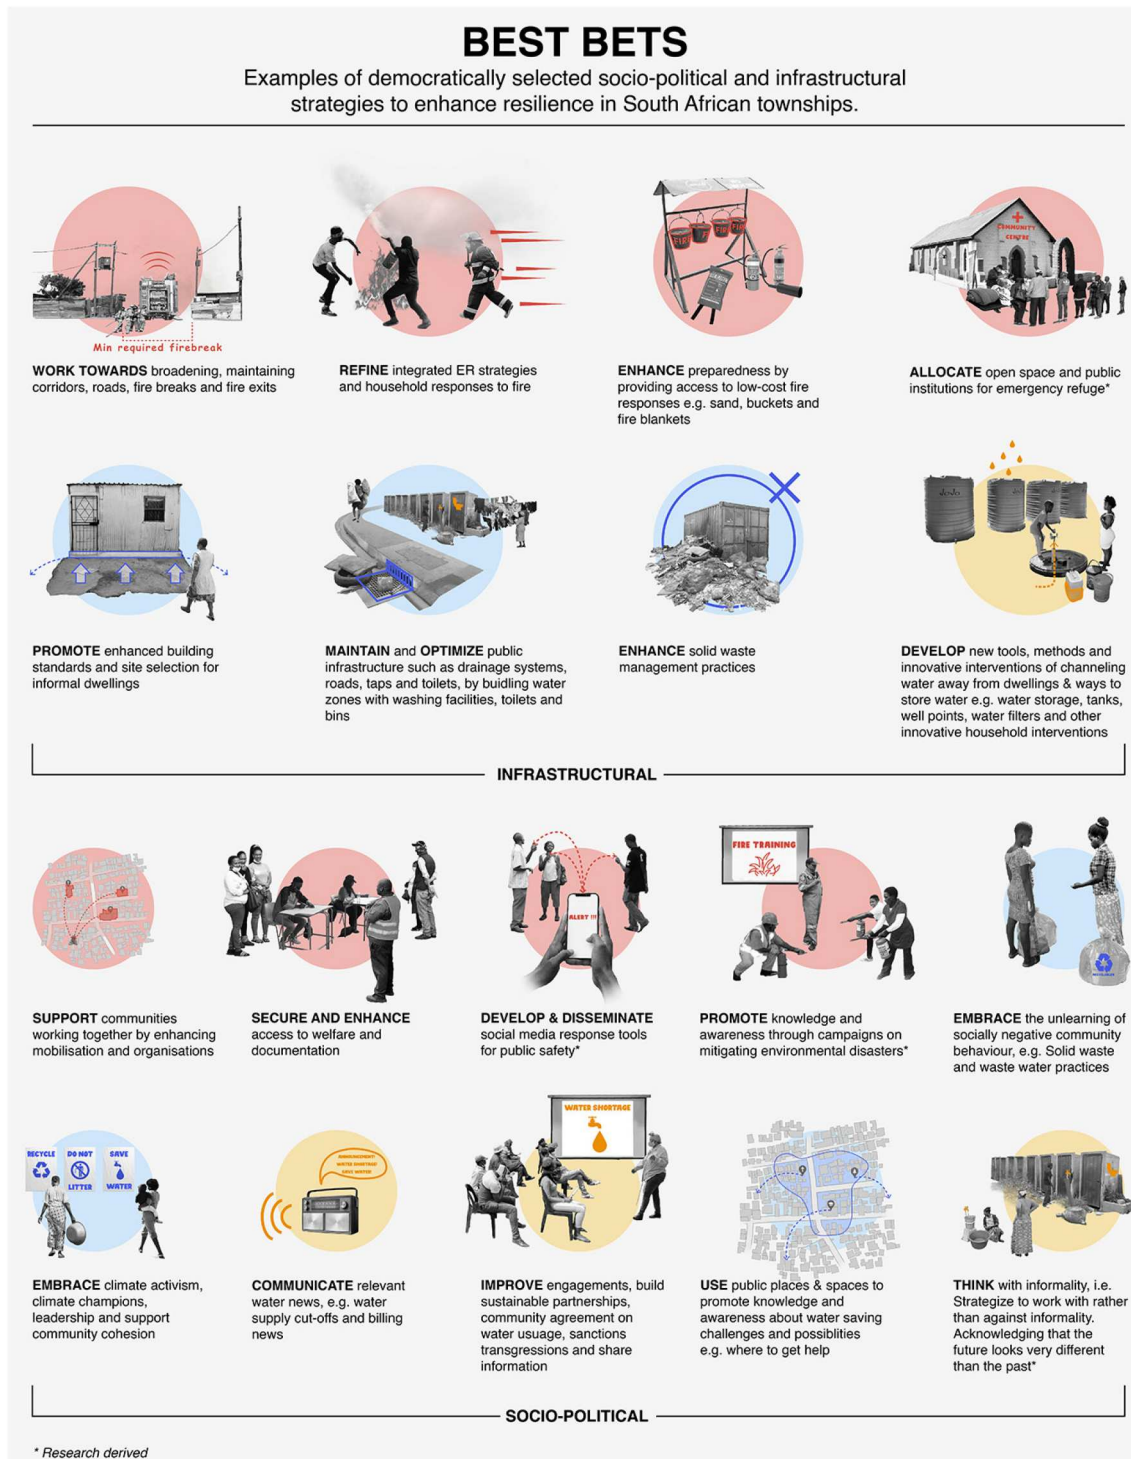 BEST BETS
Examples of democratically selected socio-political and infrastructural
strategies to enhance resilience in South African townships.
Min required firebreak
WORK TOWARDS broadening, maintaining
corridors, roads, fire breaks and fire exits
REFINE integrated ER strategies
and household responses to fire
FIRE
ENHANCE preparedness by
providing access to low-cost fire
responses e.g. sand, buckets and
fire blankets
COMMUNITY
CENTRE
ALLOCATE open space and public
institutions for emergency refuge*
PROMOTE enhanced building
standards and site selection for
informal dwellings
MAINTAIN and OPTIMIZE public
infrastructure such as drainage systems,
roads, taps and toilets, by buidling water
zones with washing facilities, toilets and
bins
ENHANCE solid waste
management practices
JoJo
DEVELOP new tools, methods and
innovative interventions of channeling
water away from dwellings & ways to
store water e.g. water storage, tanks,
well points, water filters and other
innovative household interventions
INFRASTRUCTURAL
SUPPORT communities
working together by enhancing
mobilisation and organisations
SECURE AND ENHANCE
access to welfare and
documentation
ALERT !!!
DEVELOP & DISSEMINATE
social media response tools
for public safety*
FIRE TRAINING
PROMOTE knowledge and
awareness through campaigns on
mitigating environmental disasters*
EMBRACE the unlearning of
socially negative community
behaviour, e.g. Solid waste
and waste water practices
RECYCLE
DO NOT
LITTER
SAVE
WATER
EMBRACE climate activism,
climate champions,
leadership and support
community cohesion
ANNOUNCEMENT!
WATER SHORTAGE!
SAVE WATER!
COMMUNICATE relevant
water news, e.g. water
supply cut-offs and billing
news
WATER SHORTAGE
IMPROVE engagements, build
sustainable partnerships,
community agreement on
water usuage, sanctions
transgressions and share
information
USE public places & spaces to
promote knowledge and
awareness about water saving
challenges and possiblities
e.g. where to get help
THINK with informality, i.e.
Strategize to work with rather
than against informality.
Acknowledging that the
future looks very different
than the past*
SOCIO-POLITICAL
* Research derived